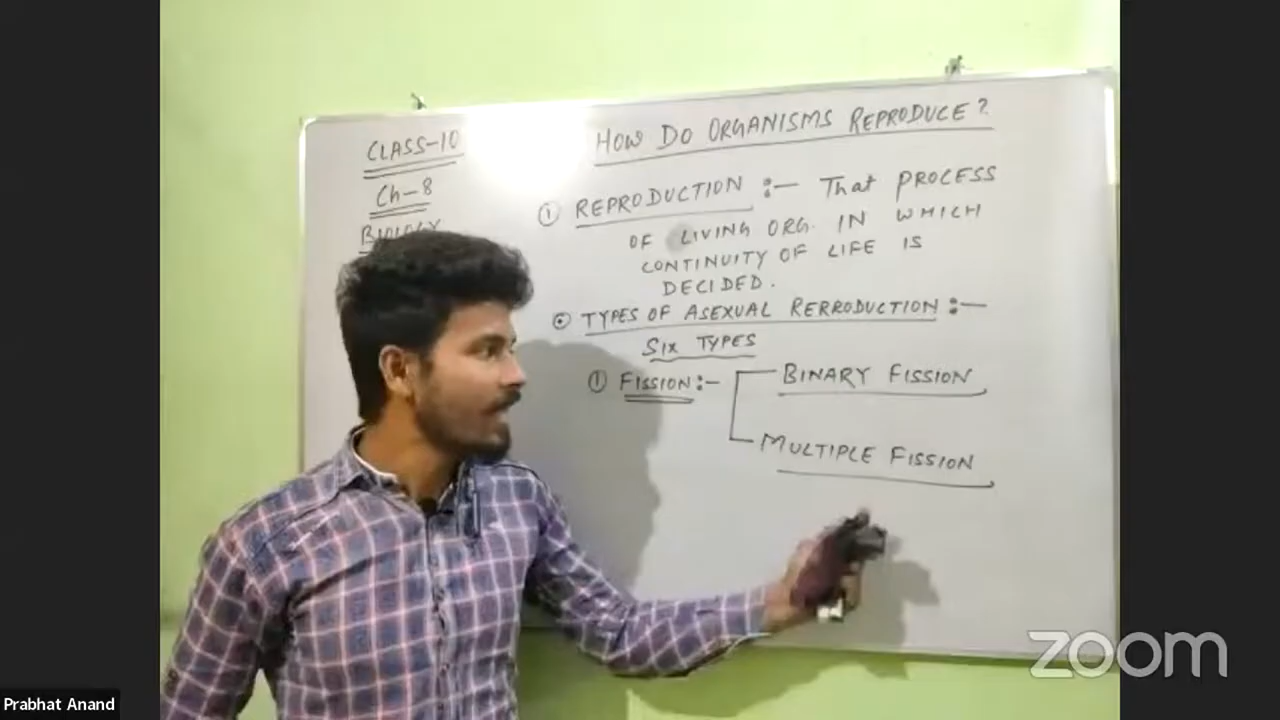 CLASS-10
Ch-8
BIOLOGY
HOW DO ORGANISMS REPRODUCE?
① REPRODUCTION :— That PROCESS
OF LIVING ORG. IN WHICH
CONTINUITY OF LIFE IS
DECIDED.
⊙ TYPES OF ASEXUAL RERRODUCTION :—
SIX TYPES
① FISSION :— BINARY FISSION
MULTIPLE FISSION
zoom
Prabhat Anand